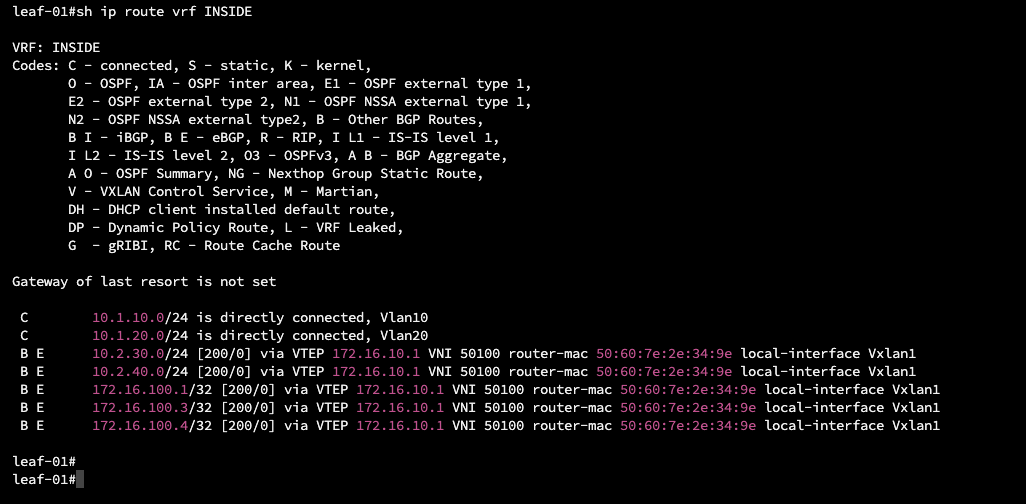 leaf-01#sh ip route vrf INSIDE
VRF: INSIDE
Codes: C - connected, S - static, K - kernel,
O - OSPF, IA - OSPF inter area, E1 - OSPF external type 1,
E2 - OSPF external type 2, N1 - OSPF NSSA external type 1,
N2 - OSPF NSSA external type2, B - Other BGP Routes,
B I - iBGP, B E - eBGP, R - RIP, I L1 - IS-IS level 1,
I L2 - IS-IS level 2, O3 - OSPFv3, A B - BGP Aggregate,
A O - OSPF Summary, NG - Nexthop Group Static Route,
V - VXLAN Control Service, M - Martian,
DH - DHCP client installed default route,
DP - Dynamic Policy Route, L - VRF Leaked,
G  - gRIBI, RC - Route Cache Route
Gateway of last resort is not set
C        10.1.10.0/24 is directly connected, Vlan10
C        10.1.20.0/24 is directly connected, Vlan20
B E      10.2.30.0/24 [200/0] via VTEP 172.16.10.1 VNI 50100 router-mac 50:60:7e:2e:34:9e local-interface Vxlan1
B E      10.2.40.0/24 [200/0] via VTEP 172.16.10.1 VNI 50100 router-mac 50:60:7e:2e:34:9e local-interface Vxlan1
B E      172.16.100.1/32 [200/0] via VTEP 172.16.10.1 VNI 50100 router-mac 50:60:7e:2e:34:9e local-interface Vxlan1
B E      172.16.100.3/32 [200/0] via VTEP 172.16.10.1 VNI 50100 router-mac 50:60:7e:2e:34:9e local-interface Vxlan1
B E      172.16.100.4/32 [200/0] via VTEP 172.16.10.1 VNI 50100 router-mac 50:60:7e:2e:34:9e local-interface Vxlan1
leaf-01#
leaf-01#